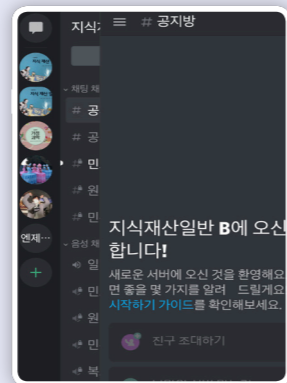 지식
# 공지방
채팅 채
# 공
# 공
# 민
# 원
# 민
엔제…
음성 채
일
민
원
민
복
지식재산일반 B에 오신
합니다!
새로운 서버에 오신 것을 환영해요
면 좋을 몇 가지를 알려 드릴게요
시작하기 가이드를 확인해보세요.
친구 초대하기